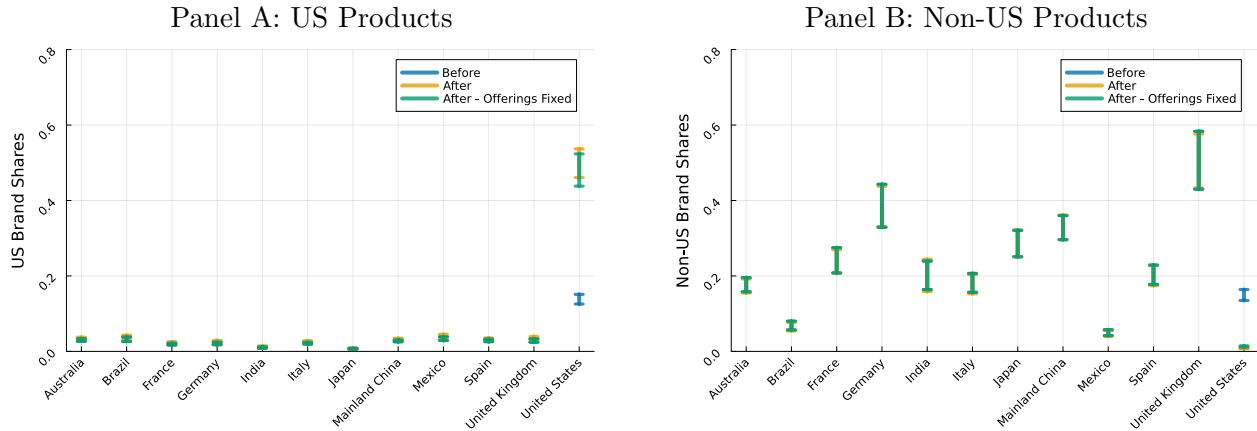 Panel A: US Products
US Brand Shares
0.8
0.6
0.4
0.2
0.0
Before
After
After - Offerings Fixed
Australia
Brazil
France
Germany
India
Italy
Japan
Mainland China
Mexico
Spain
United Kingdom
United States
Panel B: Non-US Products
Non-US Brand Shares
0.8
0.6
0.4
0.2
0.0
Before
After
After - Offerings Fixed
Australia
Brazil
France
Germany
India
Italy
Japan
Mainland China
Mexico
Spain
United Kingdom
United States